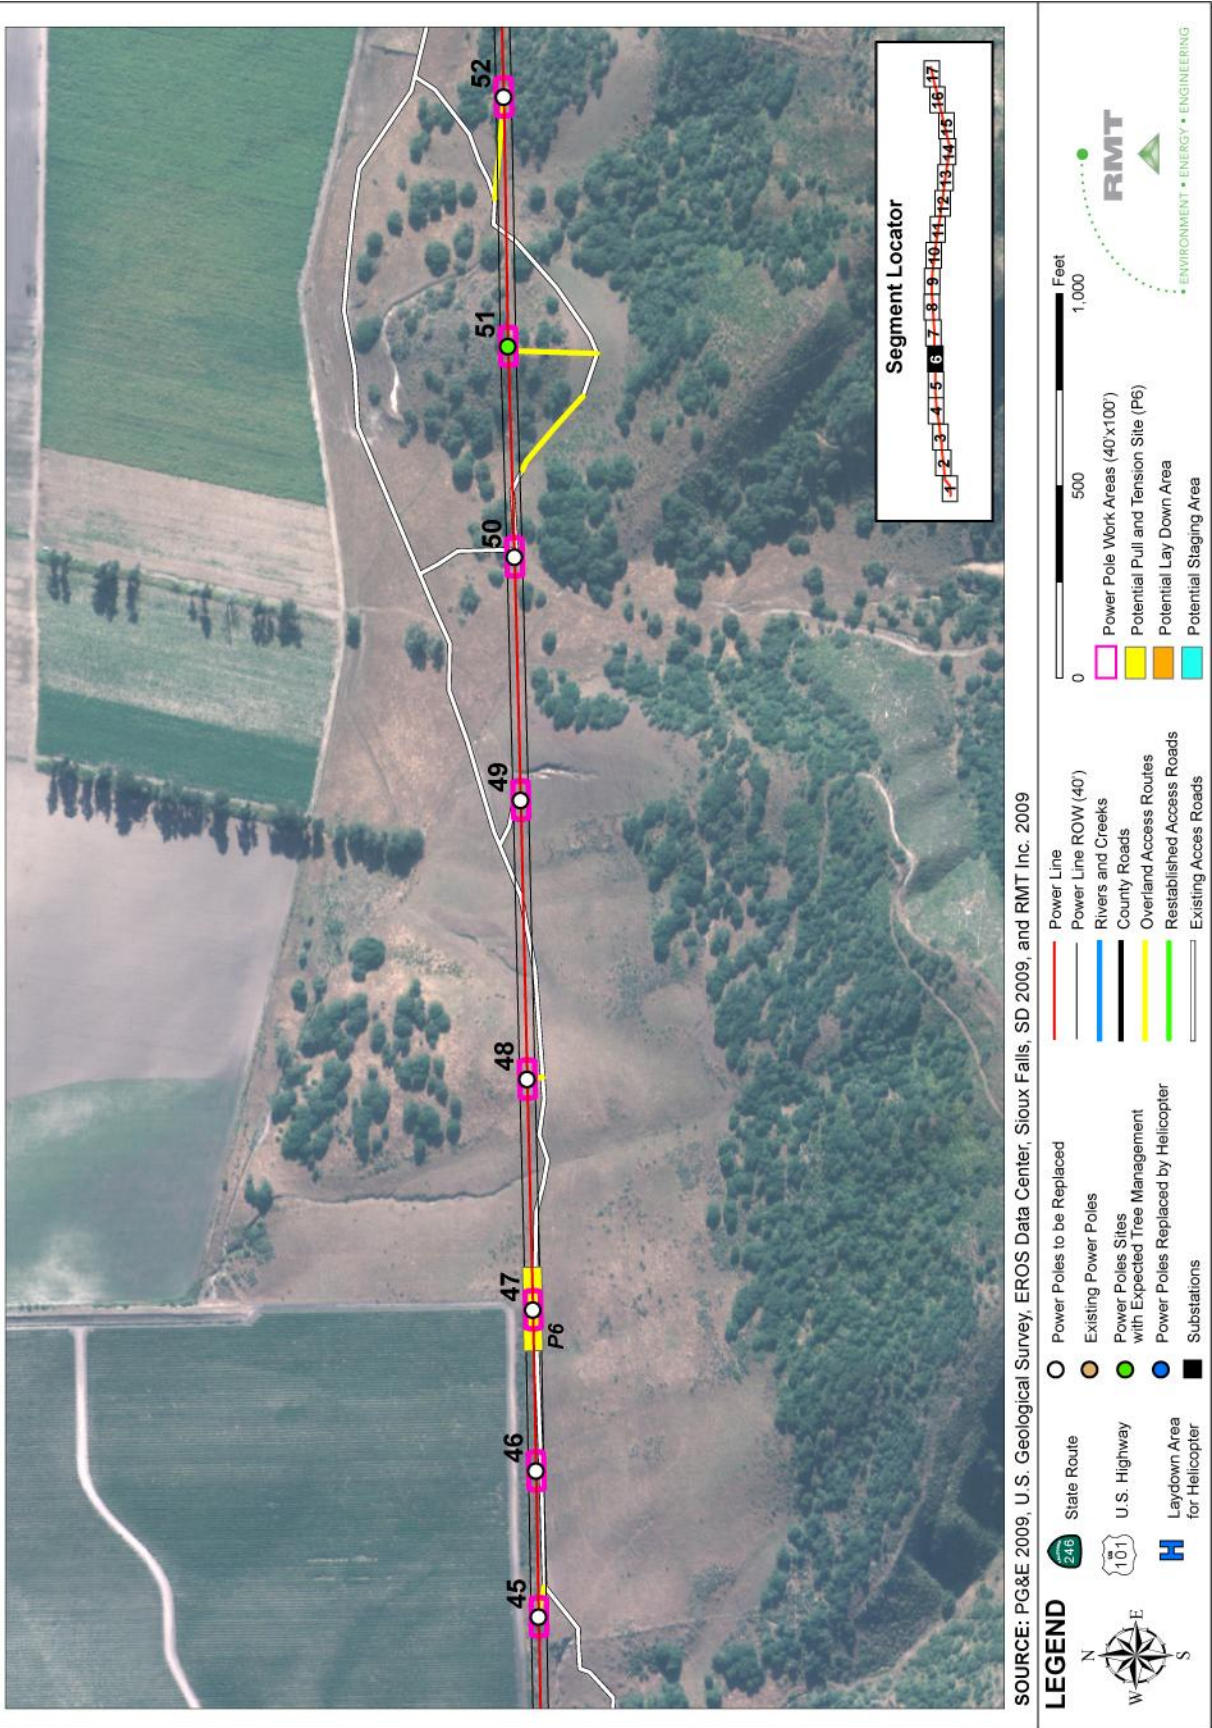 45
46
47
48
49
50
51
52
P6
Segment Locator
1
2
3
4
5
6
7
8
9
10
11
12
13
14
15
16
17
SOURCE: PG&E 2009, U.S. Geological Survey, EROS Data Center, Sioux Falls, SD 2009, and RMT Inc. 2009
LEGEND
N
W
E
S
246
State Route
US
101
U.S. Highway
H
Laydown Area
for Helicopter
Power Poles to be Replaced
Existing Power Poles
Power Poles Sites
with Expected Tree Management
Power Poles Replaced by Helicopter
Substations
Power Line
Power Line ROW (40')
Rivers and Creeks
County Roads
Overland Access Routes
Restablished Access Roads
Existing Acces Roads
0
500
1,000
Feet
Power Pole Work Areas (40'x100')
Potential Pull and Tension Site (P6)
Potential Lay Down Area
Potential Staging Area
RMT
ENVIRONMENT • ENERGY • ENGINEERING